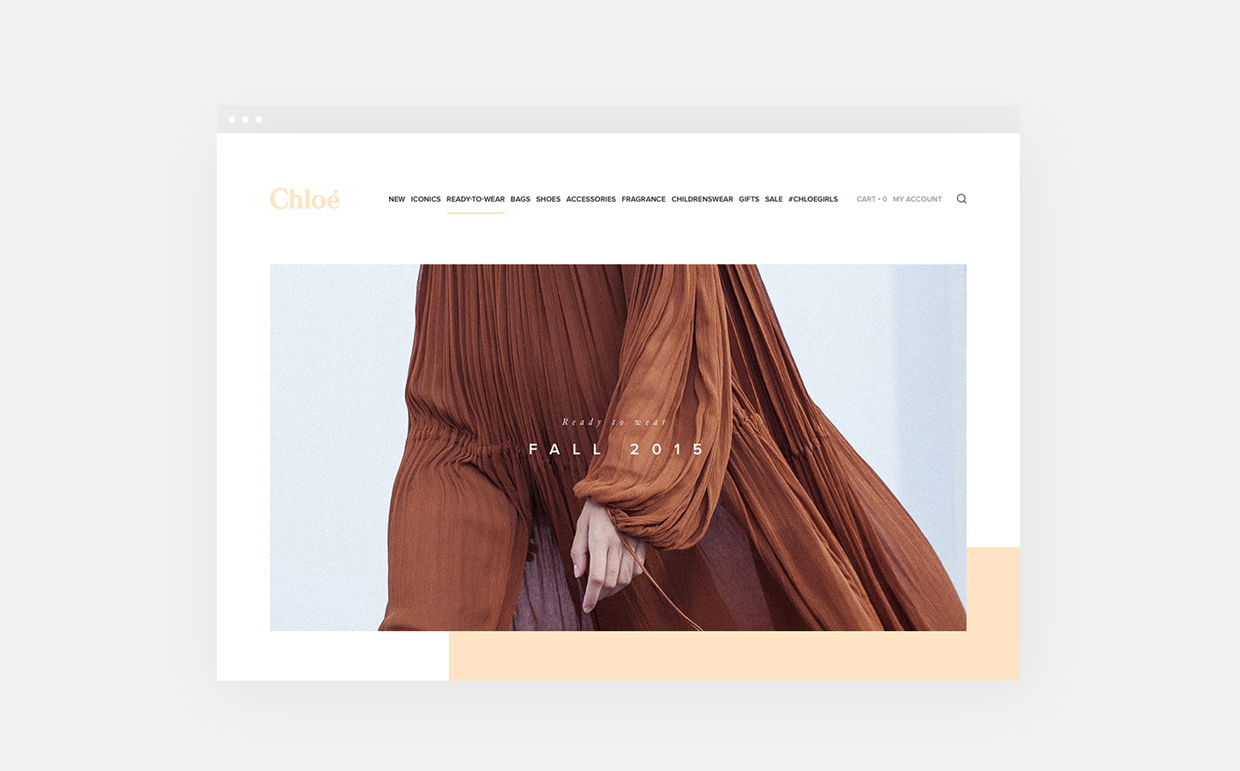 Chloé
NEW ICONICS READY-TO-WEAR BAGS SHOES ACCESSORIES FRAGRANCE CHILDRENSWEAR GIFTS SALE #CHLOEGIRLS CART • 0 MY ACCOUNT
Ready to wear
FALL 2015